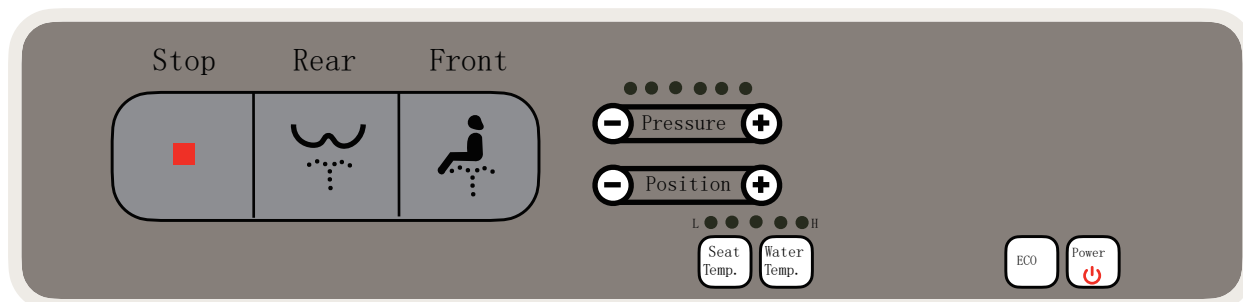 Stop Rear Front
Pressure
Position
L H
Seat Temp.
Water Temp.
ECO
Power